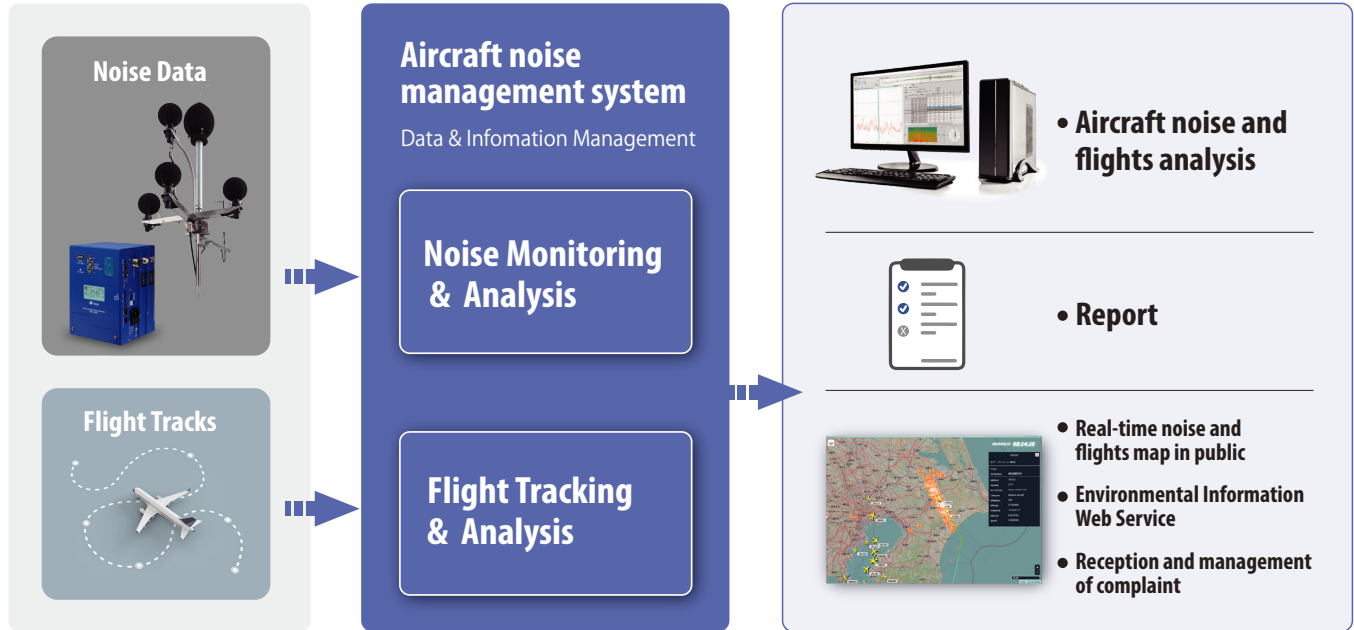 Noise Data
Flight Tracks
Aircraft noise
management system
Data & Infomation Management
Noise Monitoring
& Analysis
Flight Tracking
& Analysis
• Aircraft noise and
flights analysis
• Report
• Real-time noise and
flights map in public
• Environmental Information
Web Service
• Reception and management
of complaint